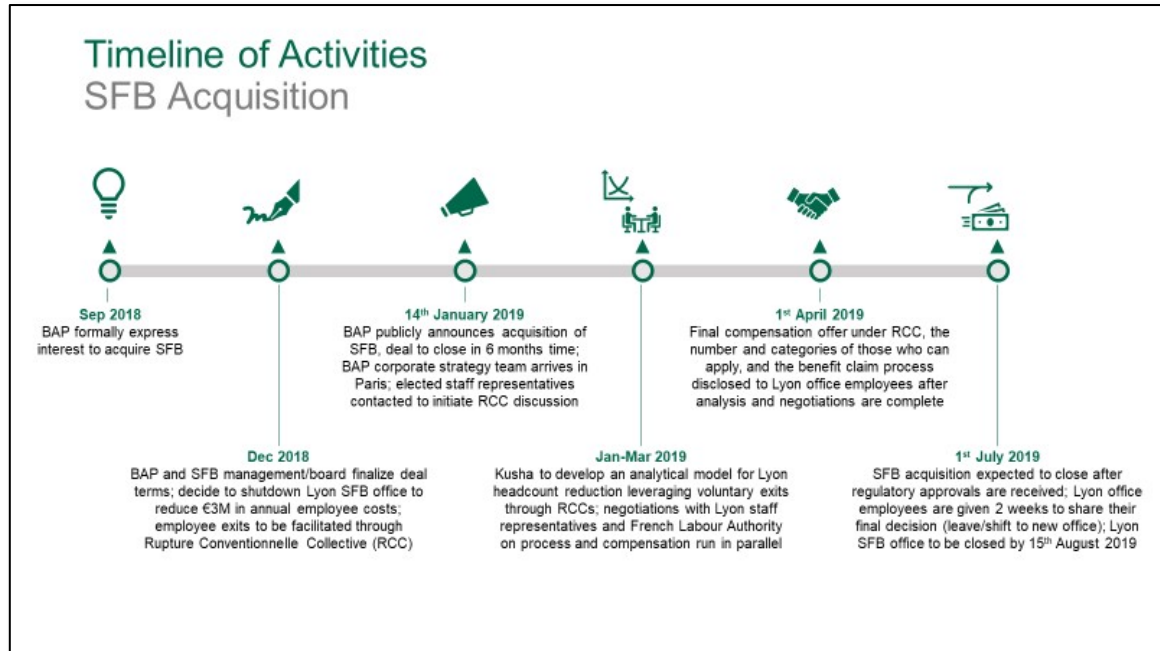 Timeline of Activities
SFB Acquisition
Sep 2018
BAP formally express
interest to acquire SFB
14th January 2019
BAP publicly announces acquisition of
SFB, deal to close in 6 months time;
BAP corporate strategy team arrives in
Paris; elected staff representatives
contacted to initiate RCC discussion
1st April 2019
Final compensation offer under RCC, the
number and categories of those who can
apply, and the benefit claim process
disclosed to Lyon office employees after
analysis and negotiations are complete
Dec 2018
BAP and SFB management/board finalize deal
terms; decide to shutdown Lyon SFB office to
reduce €3M in annual employee costs;
employee exits to be facilitated through
Rupture Conventionnelle Collective (RCC)
Jan-Mar 2019
Kusha to develop an analytical model for Lyon
headcount reduction leveraging voluntary exits
through RCCs; negotiations with Lyon staff
representatives and French Labour Authority
on process and compensation run in parallel
1st July 2019
SFB acquisition expected to close after
regulatory approvals are received; Lyon office
employees are given 2 weeks to share their
final decision (leave/shift to new office); Lyon
SFB office to be closed by 15th August 2019